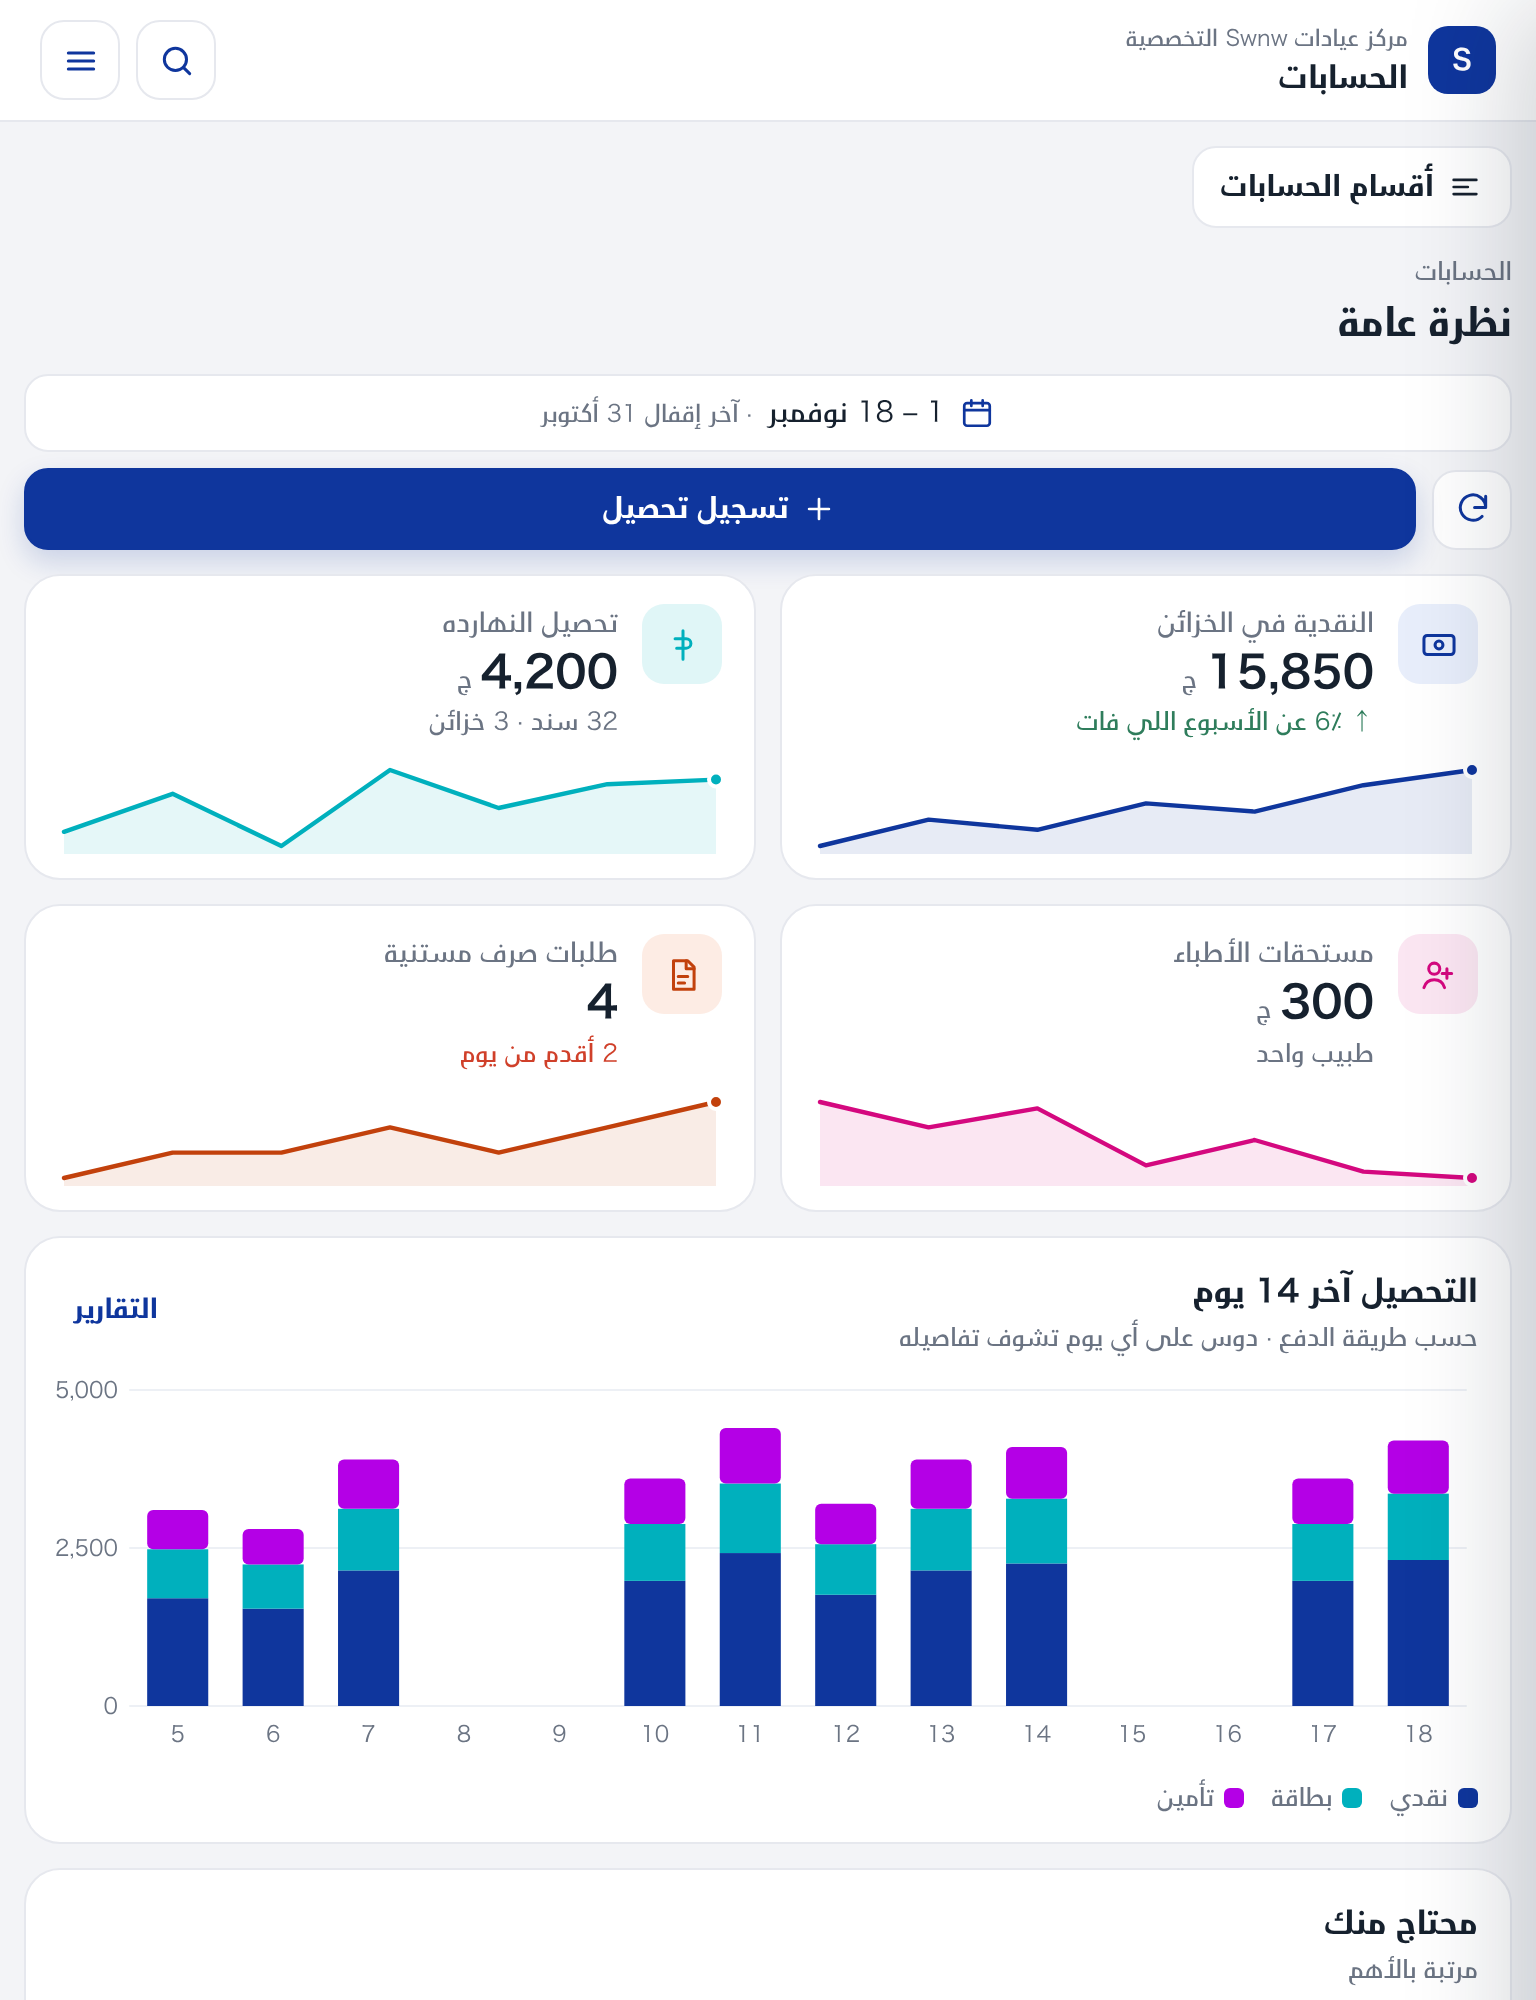 S
مركز عيادات Swnw التخصصية
الحسابات
أقسام الحسابات
الحسابات
نظرة عامة
1 – 18 نوفمبر · آخر إقفال 31 أكتوبر
تسجيل تحصيل
النقدية في الخزائن
15,850 ج
↑ 6٪ عن الأسبوع اللي فات
تحصيل النهارده
4,200 ج
32 سند · 3 خزائن
مستحقات الأطباء
300 ج
طبيب واحد
طلبات صرف مستنية
4
2 أقدم من يوم
التحصيل آخر 14 يوم
التقارير
حسب طريقة الدفع · دوس على أي يوم تشوف تفاصيله
5,000
2,500
0
5 6 7 8 9 10 11 12 13 14 15 16 17 18
نقدي بطاقة تأمين
محتاج منك
مرتبة بالأهم